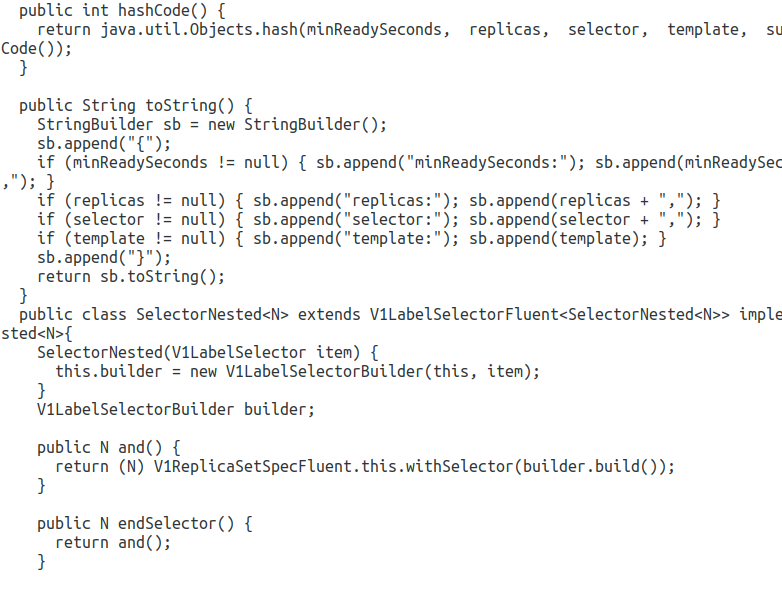 public int hashCode() {
    return java.util.Objects.hash(minReadySeconds,  replicas,  selector,  template,  su
Code());
  }

  public String toString() {
    StringBuilder sb = new StringBuilder();
    sb.append("{");
    if (minReadySeconds != null) { sb.append("minReadySeconds:"); sb.append(minReadySec
,"); }
    if (replicas != null) { sb.append("replicas:"); sb.append(replicas + ","); }
    if (selector != null) { sb.append("selector:"); sb.append(selector + ","); }
    if (template != null) { sb.append("template:"); sb.append(template); }
    sb.append("}");
    return sb.toString();
  }
  public class SelectorNested<N> extends V1LabelSelectorFluent<SelectorNested<N>> imple
sted<N>{
    SelectorNested(V1LabelSelector item) {
      this.builder = new V1LabelSelectorBuilder(this, item);
    }
    V1LabelSelectorBuilder builder;

    public N and() {
      return (N) V1ReplicaSetSpecFluent.this.withSelector(builder.build());
    }

    public N endSelector() {
      return and();
    }